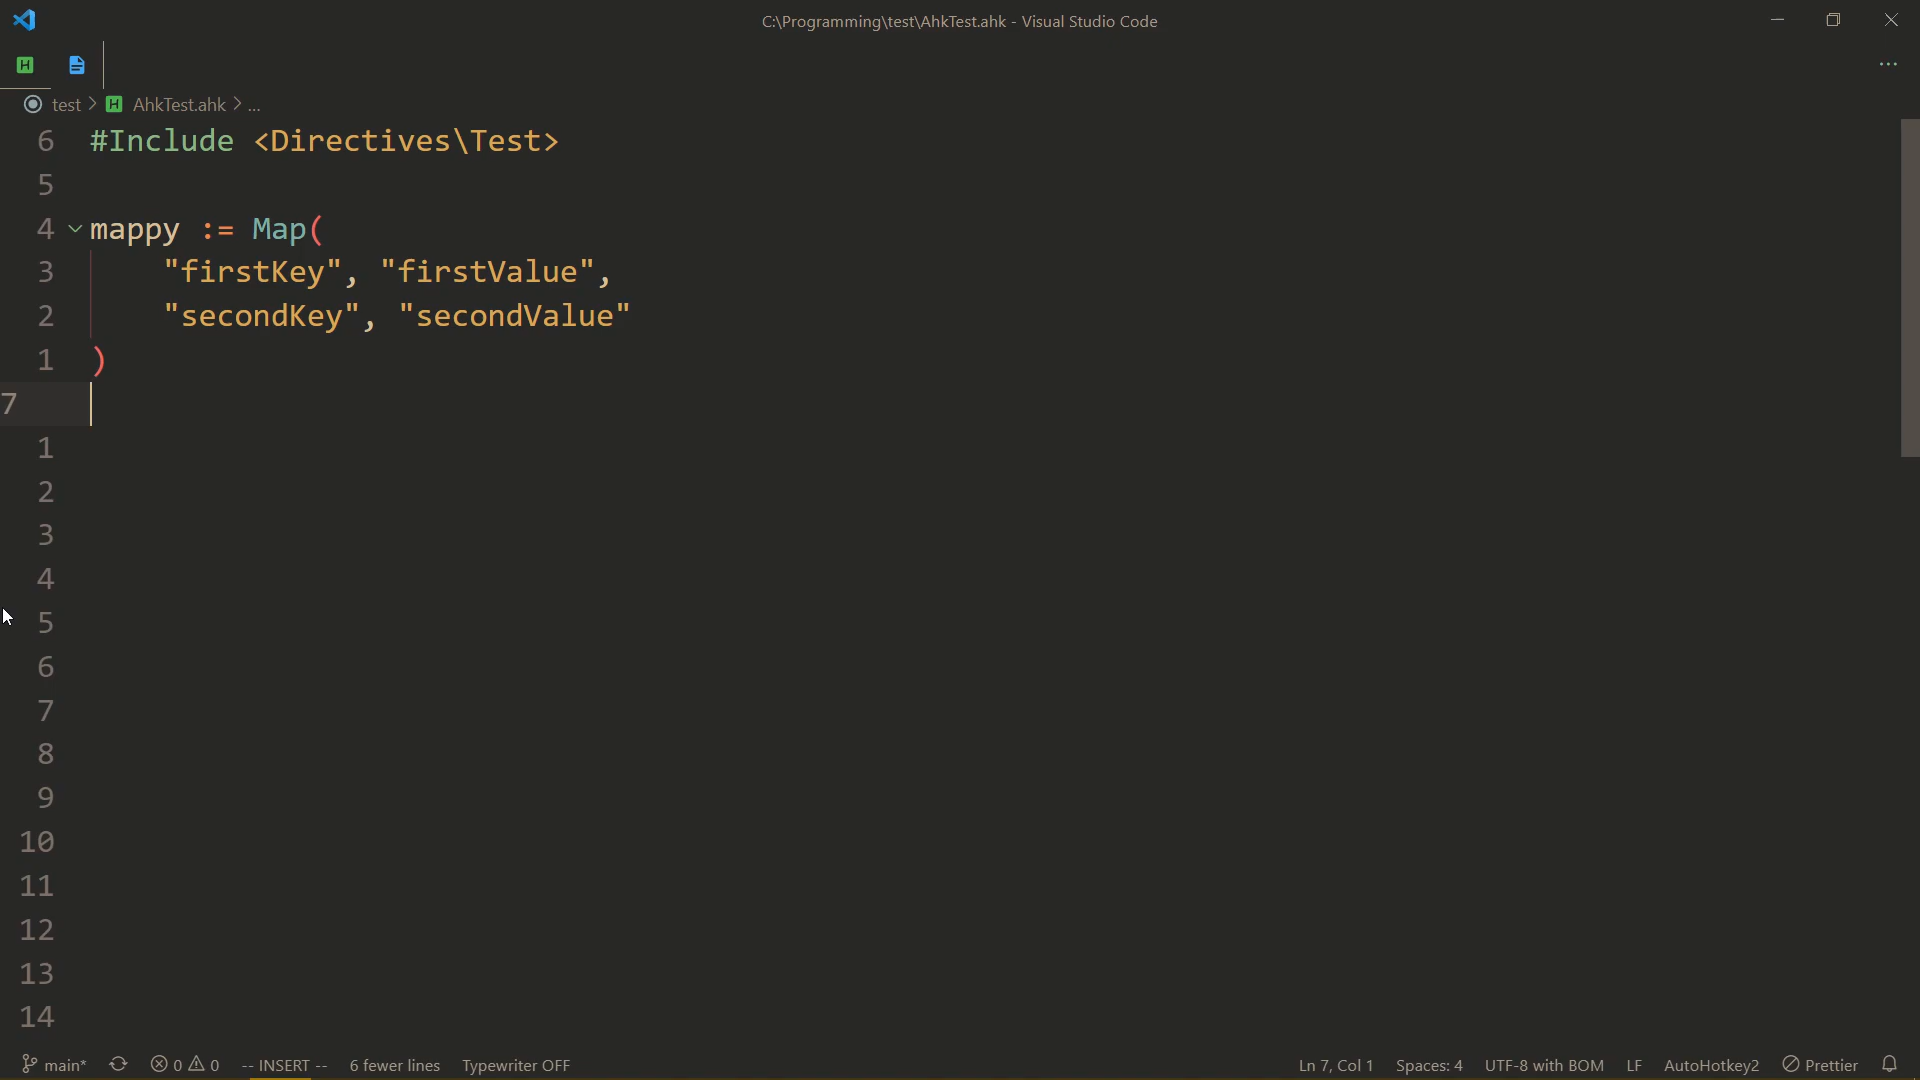 C:\Programming\test\AhkTest.ahk - Visual Studio Code
test > AhkTest.ahk > ...
6 #Include <Directives\Test>
5
4 mappy := Map(
3 "firstKey", "firstValue",
2 "secondKey", "secondValue"
1 )
7
1
2
3
4
5
6
7
8
9
10
11
12
13
14
main* 0 0 -- INSERT -- 6 fewer lines Typewriter OFF Ln 7, Col 1 Spaces: 4 UTF-8 with BOM LF AutoHotkey2 Prettier